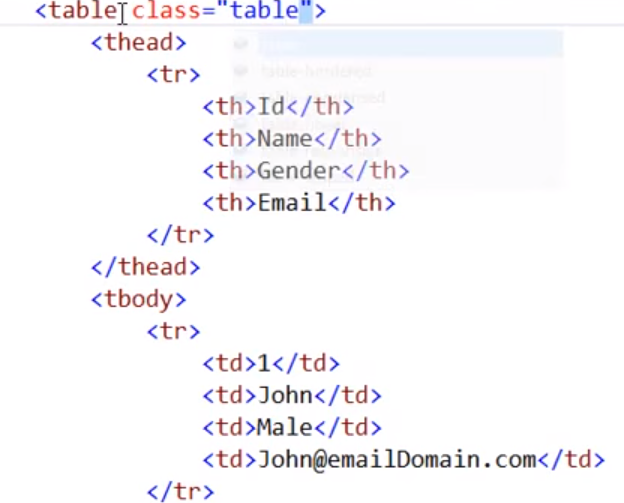 <table class="table">
<thead>
<tr>
<th>Id</th>
<th>Name</th>
<th>Gender</th>
<th>Email</th>
</tr>
</thead>
<tbody>
<tr>
<td>1</td>
<td>John</td>
<td>Male</td>
<td>John@emailDomain.com</td>
</tr>